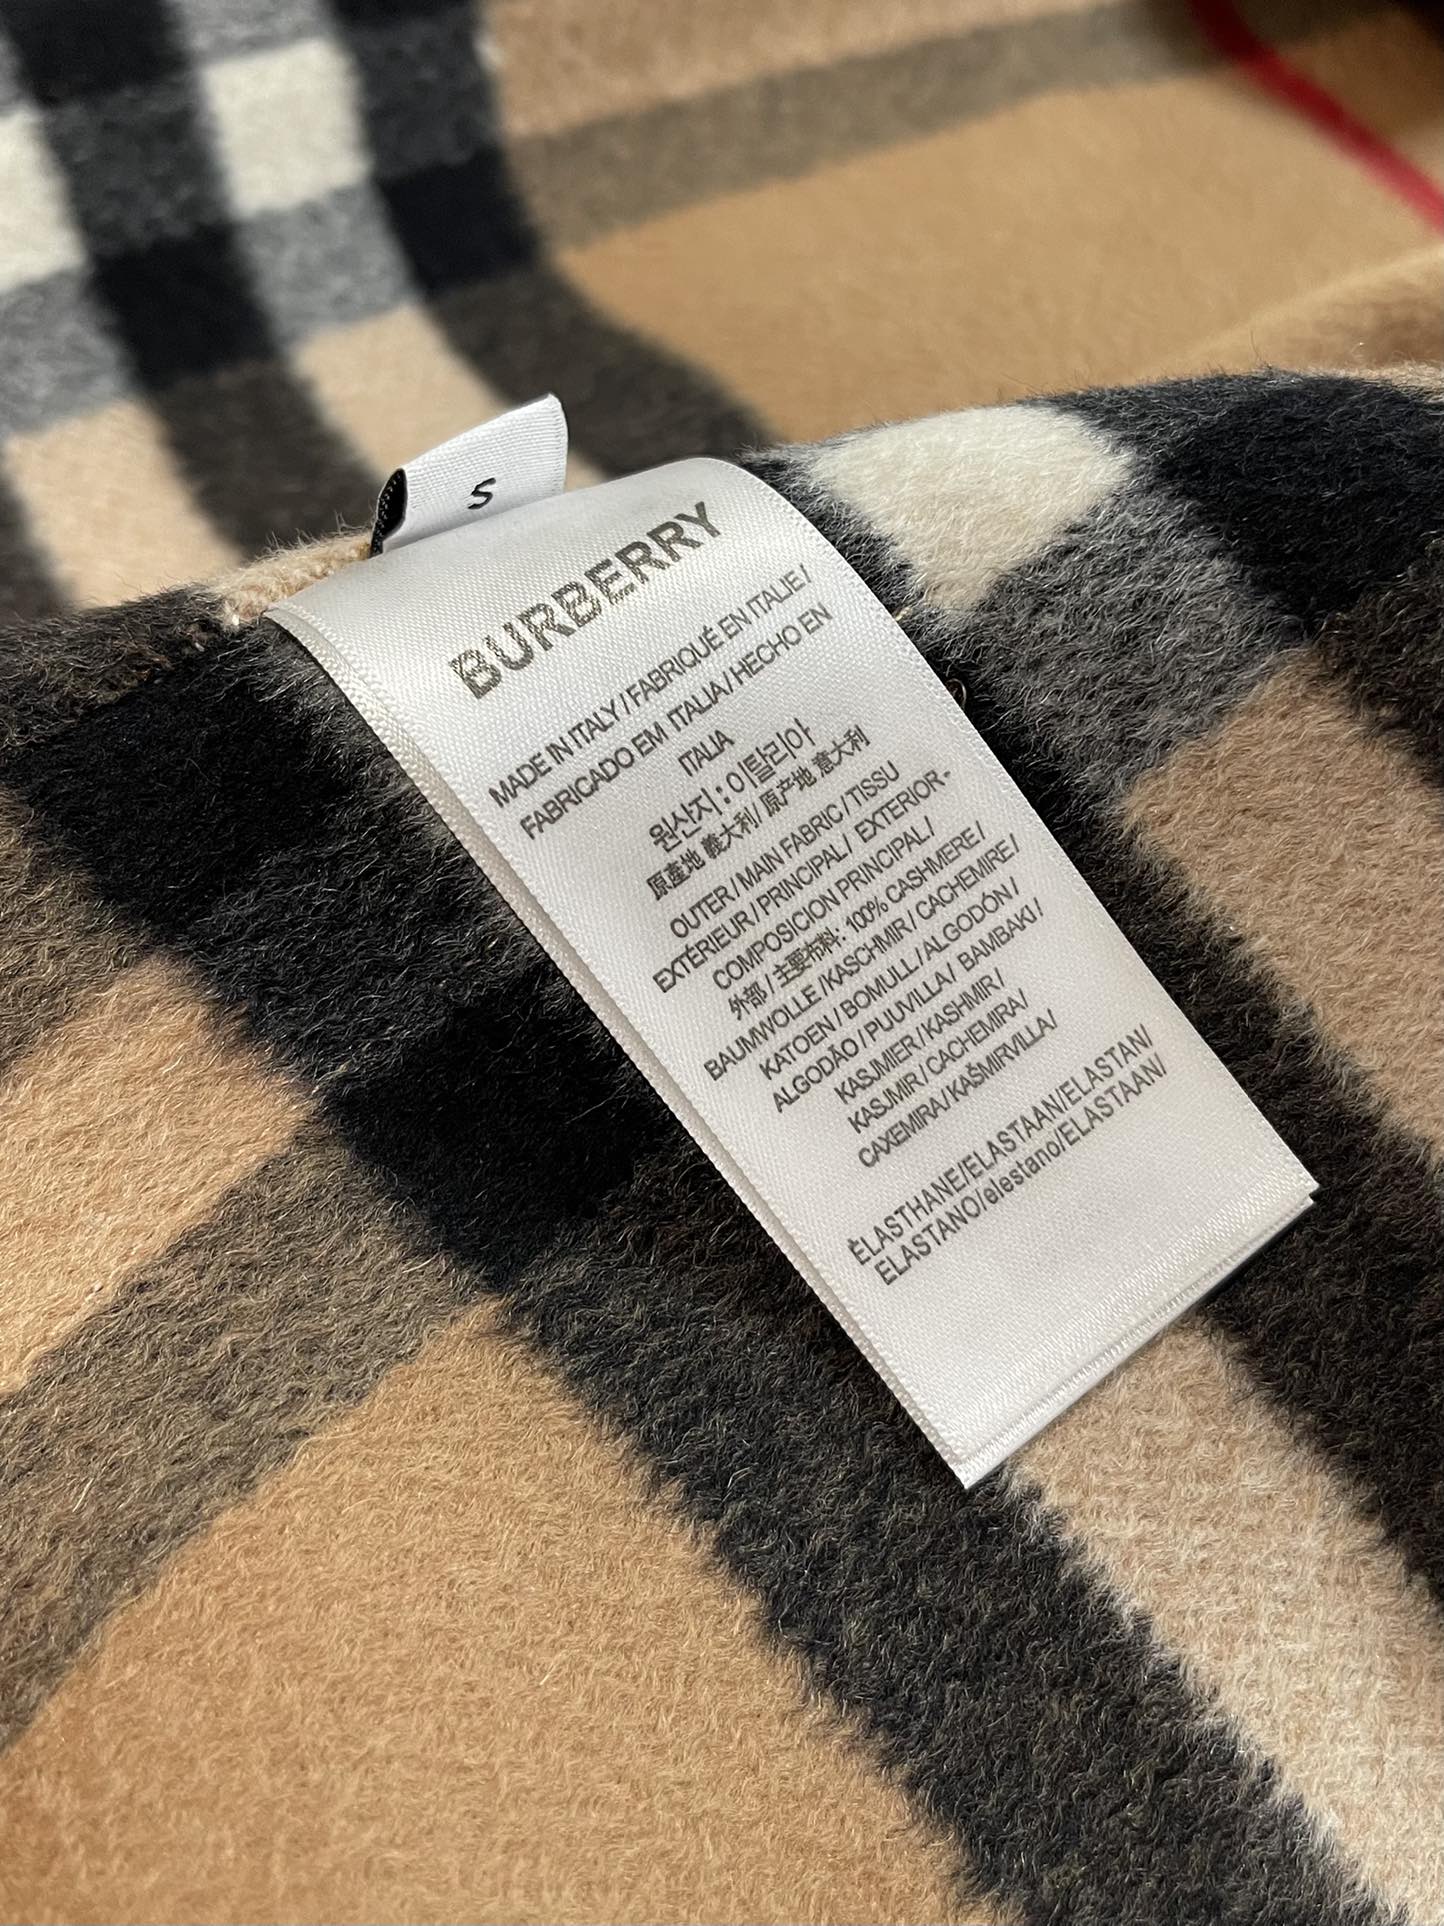 S
BURBERRY
MADE IN ITALY / FABRIQUÉ EN ITALIE /
FABRICADO EM ITALIA / HECHO EN
ITALIA
원산지 : 이탈리아
原產地 義大利 / 原产地 意大利
OUTER / MAIN FABRIC / TISSU
EXTÉRIEUR / PRINCIPAL / EXTERIOR -
COMPOSICION PRINCIPAL /
外部 / 主要布料: 100% CASHMERE /
BAUMWOLLE / KASCHMIR / CACHEMIRE /
KATOEN / BOMULL / ALGODÓN /
ALGODÃO / PUUVILLA / BAMBAKI /
KASJMIER / KASHMIR /
KASJMIR / CACHEMIRA /
CAXEMIRA / KAŠMIRVILLA /
ÈLASTHANE/ELASTAAN/ELASTAN/
ELASTANO/elestano/ELASTAAN/